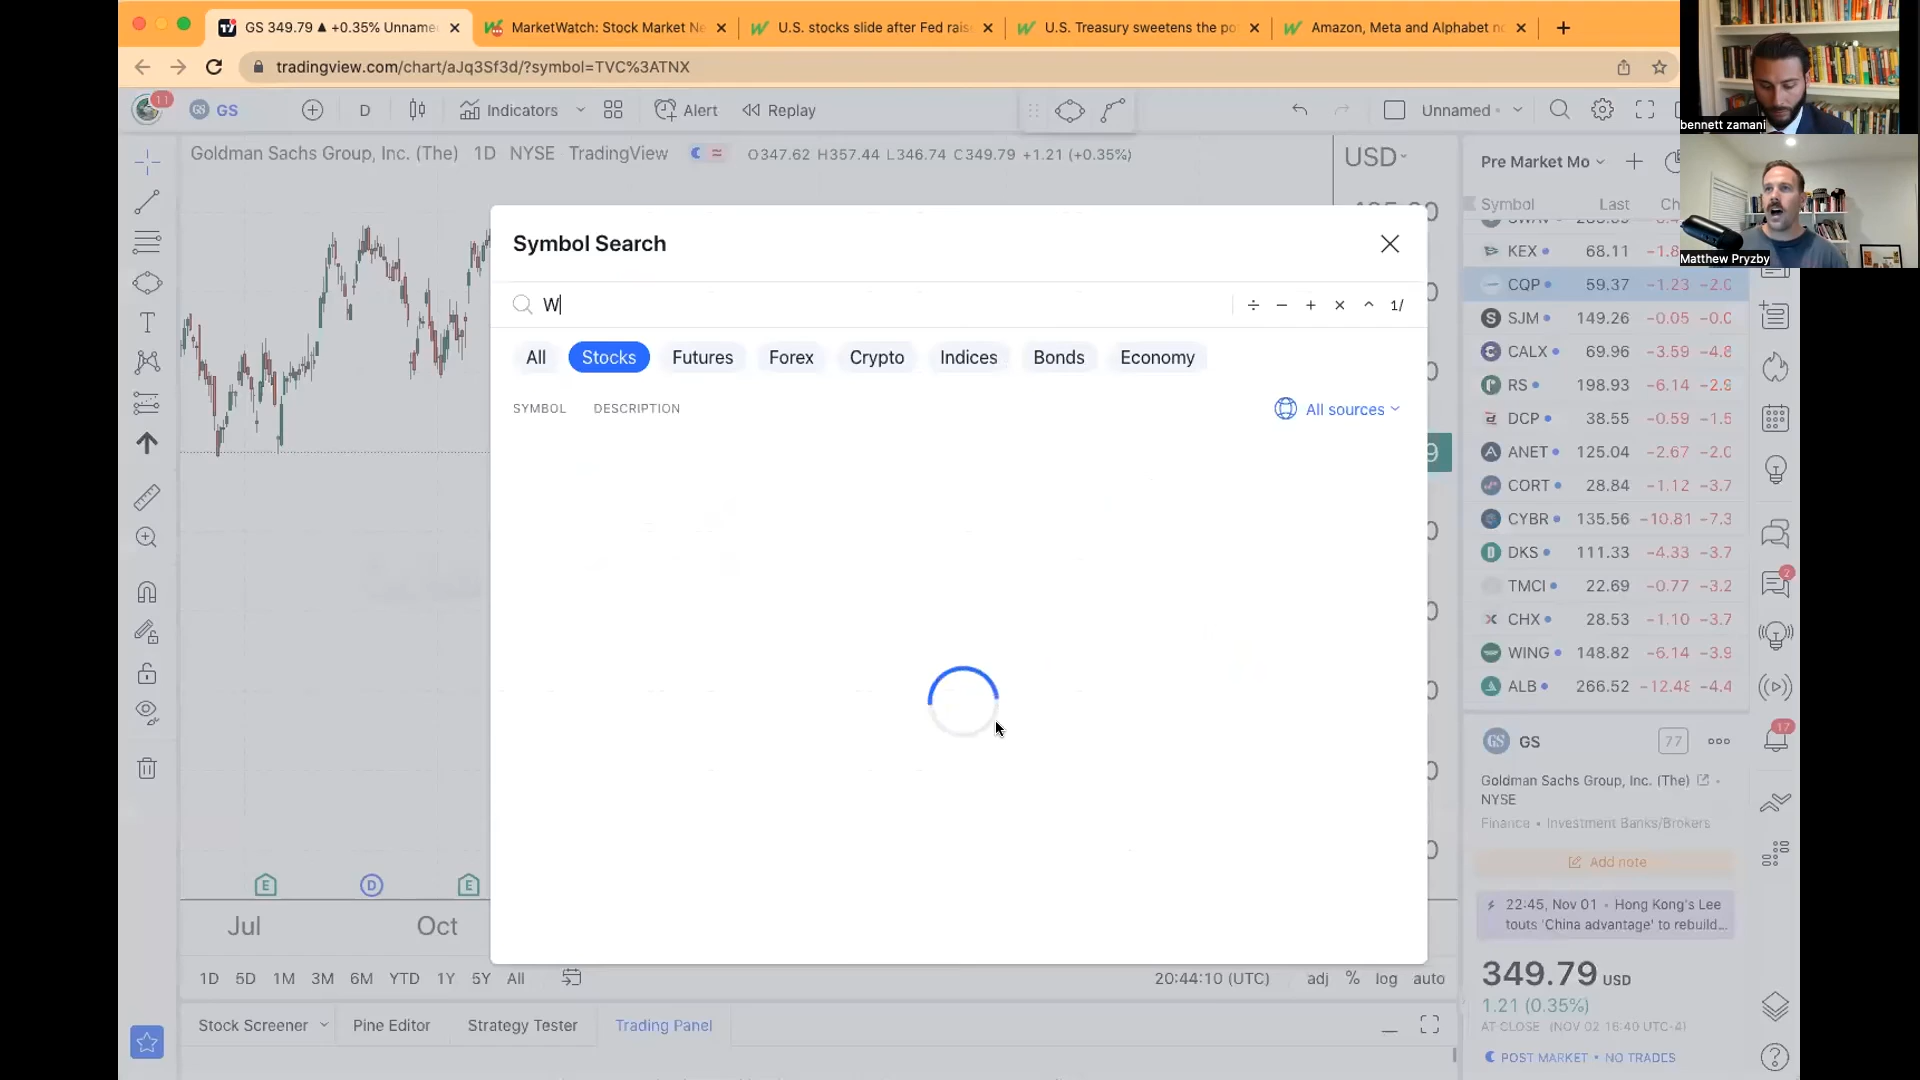 GS 349.79 ▲ +0.35% Unname
MarketWatch: Stock Market Ne
U.S. stocks slide after Fed rais
U.S. Treasury sweetens the po
Amazon, Meta and Alphabet no
tradingview.com/chart/aJq3Sf3d/?symbol=TVC%3ATNX
11
GS
D
Indicators
Alert
Replay
Unnamed
bennett zamani
Matthew Pryzby
Goldman Sachs Group, Inc. (The) 1D NYSE TradingView
O347.62 H357.44 L346.74 C349.79 +1.21 (+0.35%)
USD
Pre Market Mo
Symbol Last Ch
KEX 68.11 −1.8
CQP 59.37 −1.23 −2.0
SJM 149.26 −0.05 −0.0
CALX 69.96 −3.59 −4.8
RS 198.93 −6.14 −2.9
DCP 38.55 −0.59 −1.5
ANET 125.04 −2.67 −2.0
CORT 28.84 −1.12 −3.7
CYBR 135.56 −10.81 −7.3
DKS 111.33 −4.33 −3.7
TMCI 22.69 −0.77 −3.2
CHX 28.53 −1.10 −3.7
WING 148.82 −6.14 −3.9
ALB 266.52 −12.48 −4.4
2
17
Symbol Search
W
÷ − + × ^ 1/
All Stocks Futures Forex Crypto Indices Bonds Economy
SYMBOL DESCRIPTION
All sources
9
E D E
Jul Oct
GS
GS
77
Goldman Sachs Group, Inc. (The)
NYSE
Finance • Investment Banks/Brokers
Add note
22:45, Nov 01 • Hong Kong's Lee
touts 'China advantage' to rebuild...
349.79 USD
1.21 (0.35%)
AT CLOSE (NOV 02 16:40 UTC-4)
POST MARKET • NO TRADES
1D 5D 1M 3M 6M YTD 1Y 5Y All
20:44:10 (UTC)
adj % log auto
Stock Screener
Pine Editor
Strategy Tester
Trading Panel